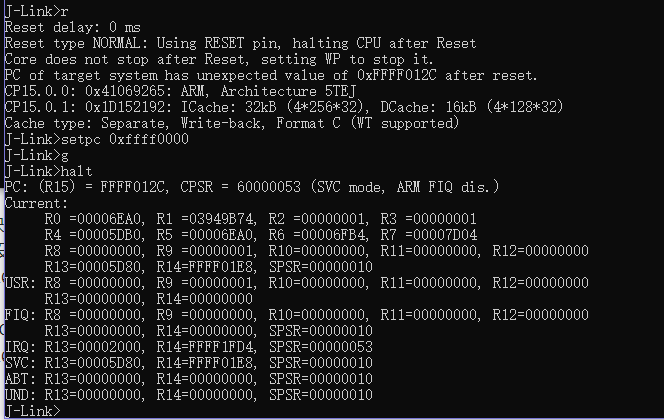 J-Link>r
Reset delay: 0 ms
Reset type NORMAL: Using RESET pin, halting CPU after Reset
Core does not stop after Reset, setting WP to stop it.
PC of target system has unexpected value of 0xFFFF012C after reset.
CP15.0.0: 0x41069265: ARM, Architecture 5TEJ
CP15.0.1: 0x1D152192: ICache: 32kB (4*256*32), DCache: 16kB (4*128*32)
Cache type: Separate, Write-back, Format C (WT supported)
J-Link>setpc 0xffff0000
J-Link>g
J-Link>halt
PC: (R15) = FFFF012C, CPSR = 60000053 (SVC mode, ARM FIQ dis.)
Current:
R0 =00006EA0, R1 =03949B74, R2 =00000001, R3 =00000001
R4 =00005DB0, R5 =00006EA0, R6 =00006FB4, R7 =00007D04
R8 =00000000, R9 =00000001, R10=00000000, R11=00000000, R12=00000000
R13=00005D80, R14=FFFF01E8, SPSR=00000010
USR: R8 =00000000, R9 =00000001, R10=00000000, R11=00000000, R12=00000000
R13=00000000, R14=00000000
FIQ: R8 =00000000, R9 =00000000, R10=00000000, R11=00000000, R12=00000000
R13=00000000, R14=00000000, SPSR=00000010
IRQ: R13=00002000, R14=FFFF1FD4, SPSR=00000053
SVC: R13=00005D80, R14=FFFF01E8, SPSR=00000010
ABT: R13=00000000, R14=00000000, SPSR=00000010
UND: R13=00000000, R14=00000000, SPSR=00000010
J-Link>